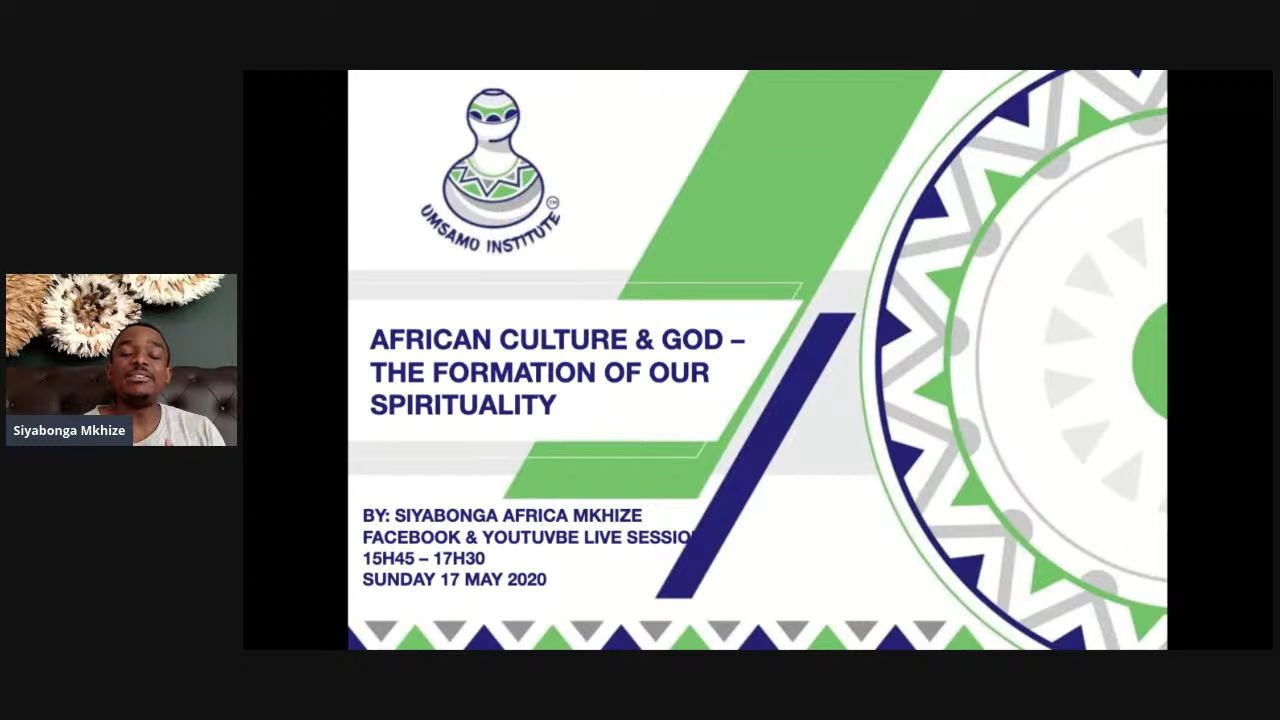 UMSAMO INSTITUTE
TM
AFRICAN CULTURE & GOD –
THE FORMATION OF OUR
SPIRITUALITY
BY: SIYABONGA AFRICA MKHIZE
FACEBOOK & YOUTUVBE LIVE SESSIO
15H45 – 17H30
SUNDAY 17 MAY 2020
Siyabonga Mkhize